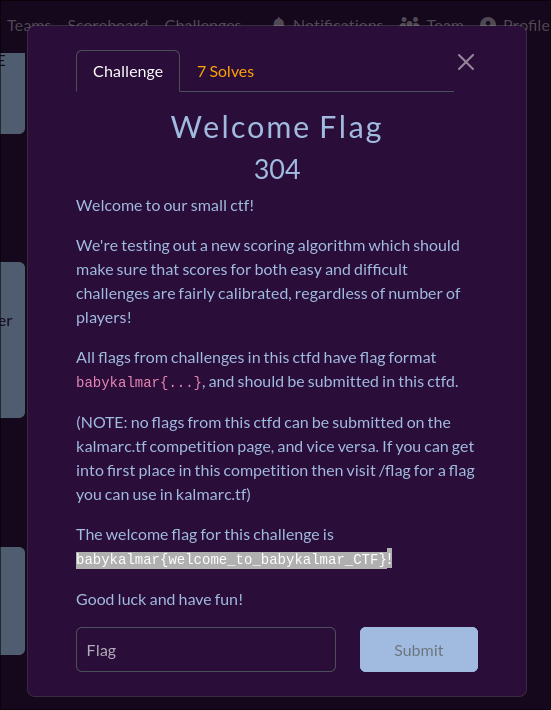 Teams Scoreboard Challenges Notifications Team Profile
Challenge
7 Solves
Welcome Flag
304
Welcome to our small ctf!
We're testing out a new scoring algorithm which should
make sure that scores for both easy and difficult
challenges are fairly calibrated, regardless of number of
players!
All flags from challenges in this ctfd have flag format
babykalmar{...}, and should be submitted in this ctfd.
(NOTE: no flags from this ctfd can be submitted on the
kalmarc.tf competition page, and vice versa. If you can get
into first place in this competition then visit /flag for a flag
you can use in kalmarc.tf)
The welcome flag for this challenge is
babykalmar{welcome_to_babykalmar_CTF}!
Good luck and have fun!
Flag
Submit